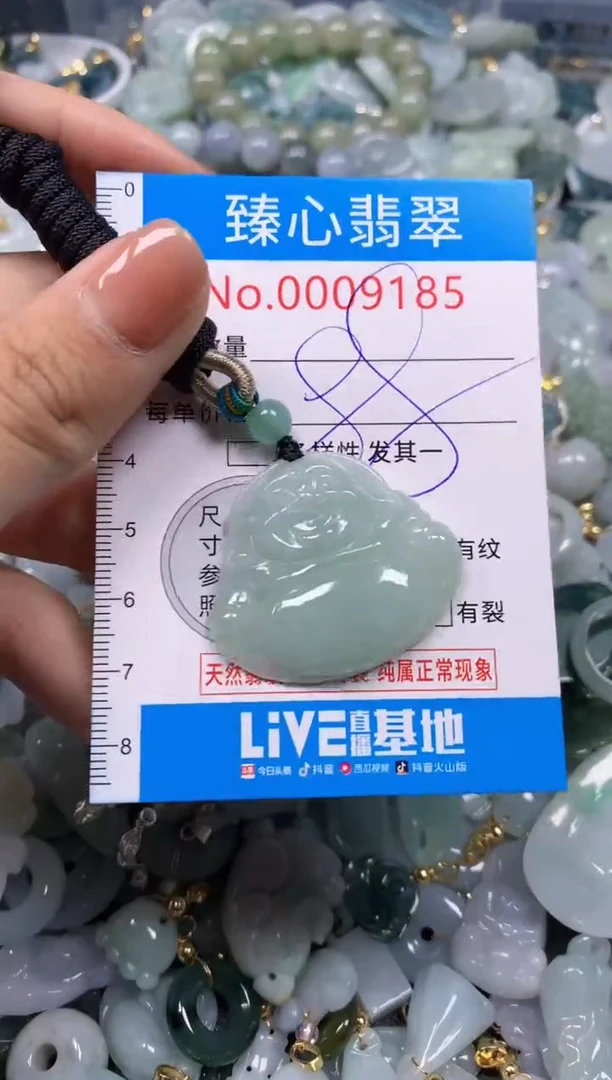 0
臻心翡翠
No.0009185
数量
每单价
多样性 发其一
4
尺寸参照
5
有纹
6
有裂
7
天然翡 纯属正常现象
LiVE直播基地
8
今日头条 抖音 西瓜视频 抖音火山版